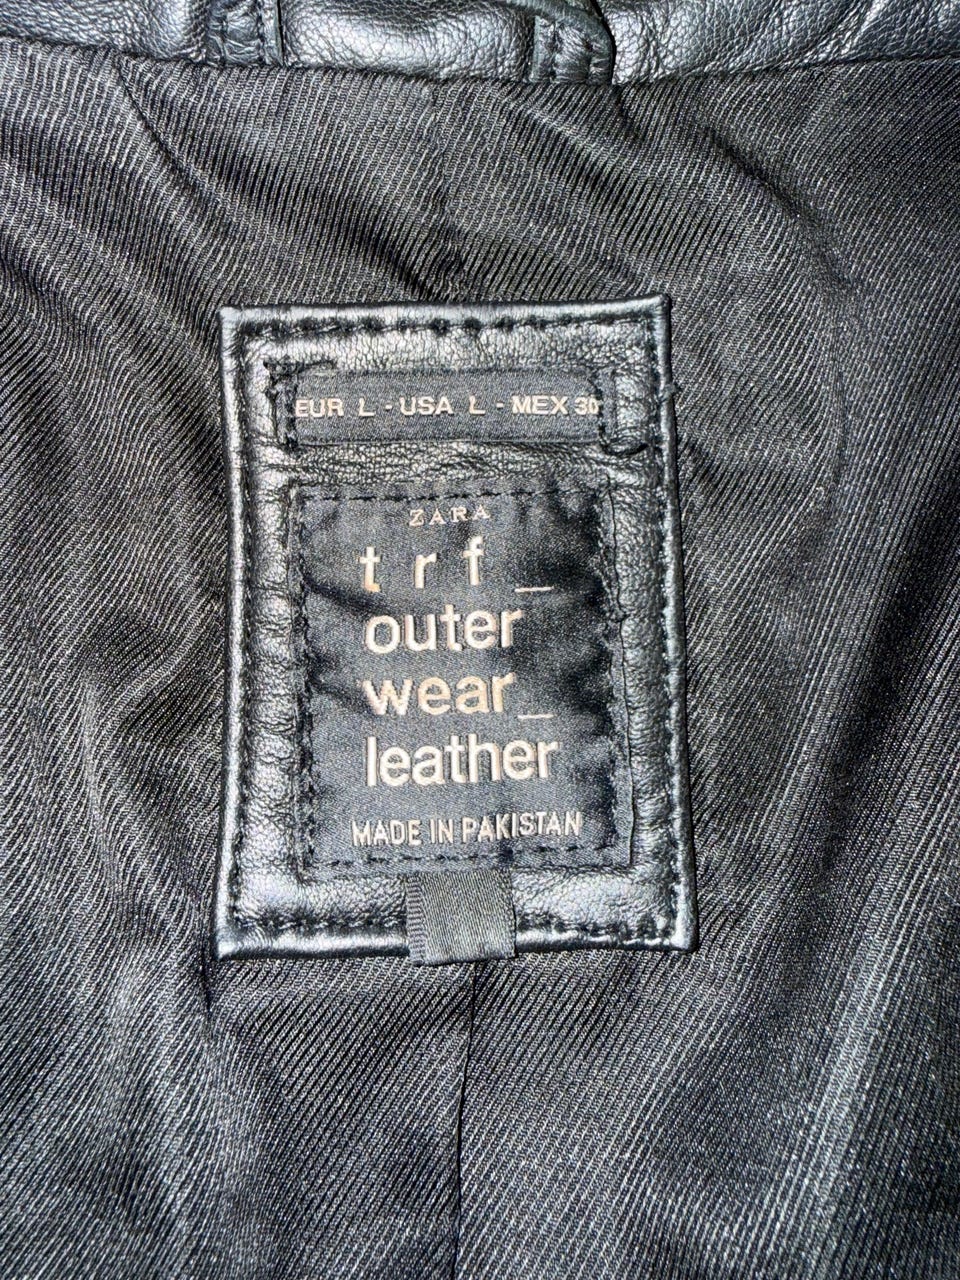 EUR L - USA L - MEX 30
ZARA
trf_
outer
wear_
leather
MADE IN PAKISTAN